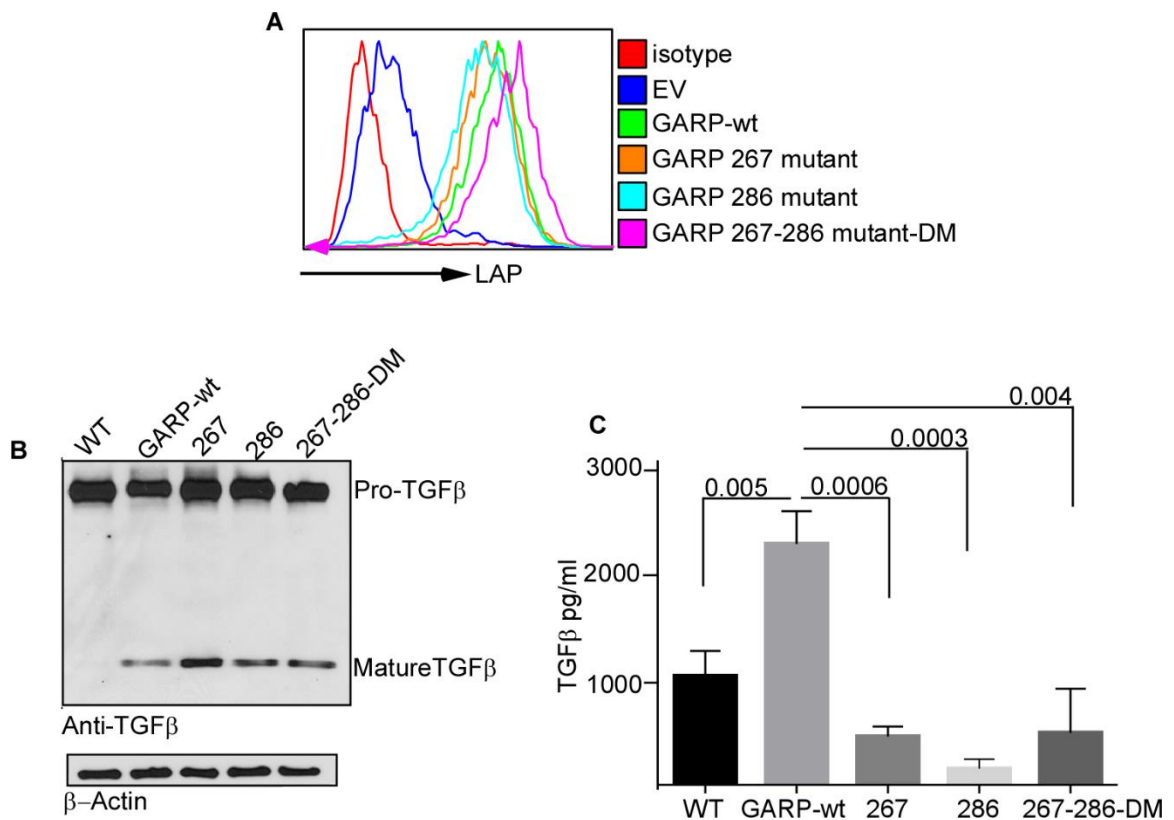 A
isotype
EV
GARP-wt
GARP 267 mutant
GARP 286 mutant
GARP 267-286 mutant-DM
LAP
B
WT
GARP-wt
267
286
267-286-DM
Pro-TGFβ
MatureTGFβ
Anti-TGFβ
β–Actin
C
0.004
0.0003
0.005
0.0006
3000
2000
1000
TGFβ pg/ml
WT GARP-wt 267 286 267-286-DM